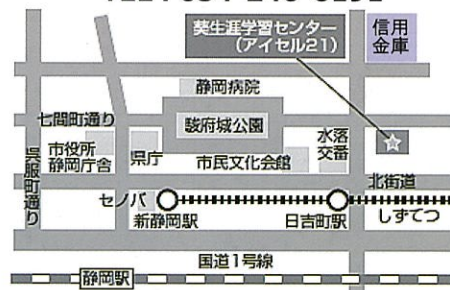 葵生涯学習センター
(アイセル21)
信用
金庫
静岡病院
七間町通り
駿府城公園
水落
交番
市役所
静岡庁舎
県庁
市民文化会館
呉服町通り
北街道
セノバ
新静岡駅
日吉町駅
しずてつ
国道1号線
静岡駅